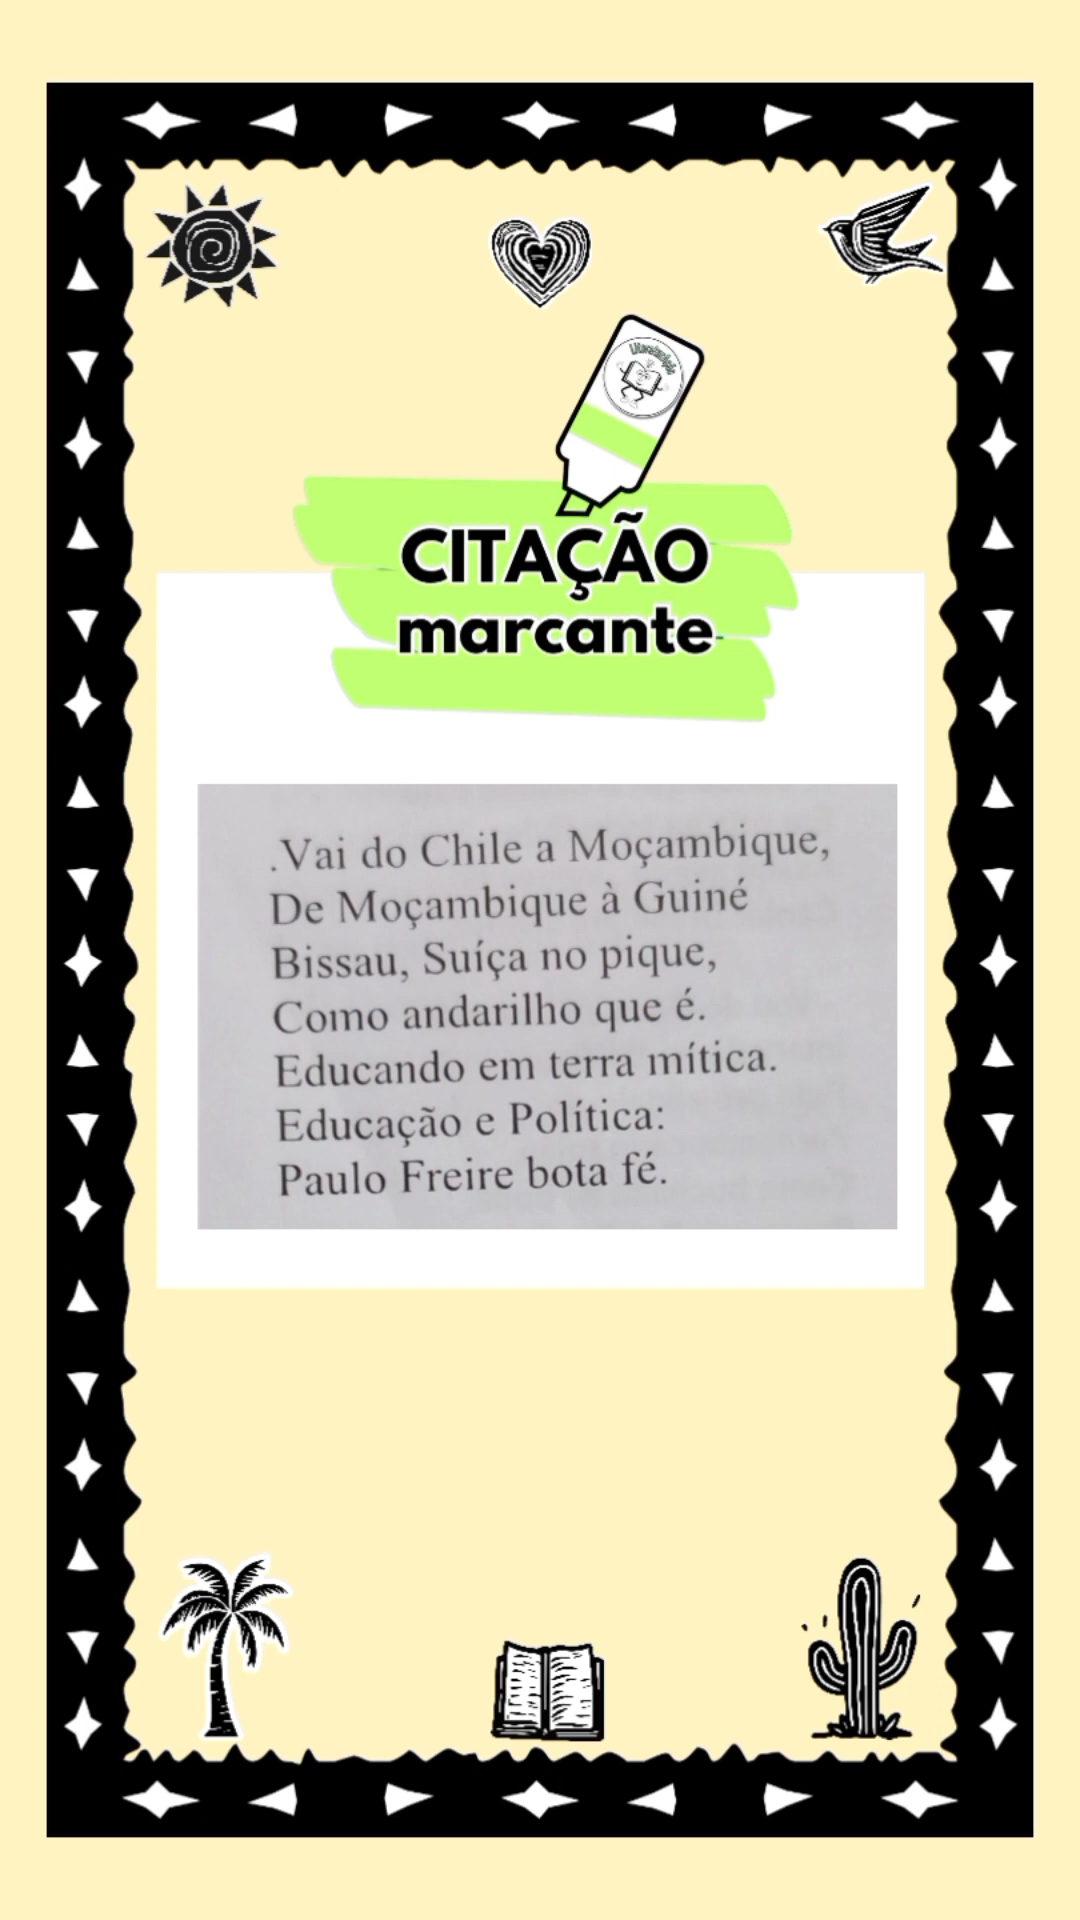 CITAÇÃO
marcante
.Vai do Chile a Moçambique,
De Moçambique à Guiné
Bissau, Suíça no pique,
Como andarilho que é.
Educando em terra mítica.
Educação e Política:
Paulo Freire bota fé.